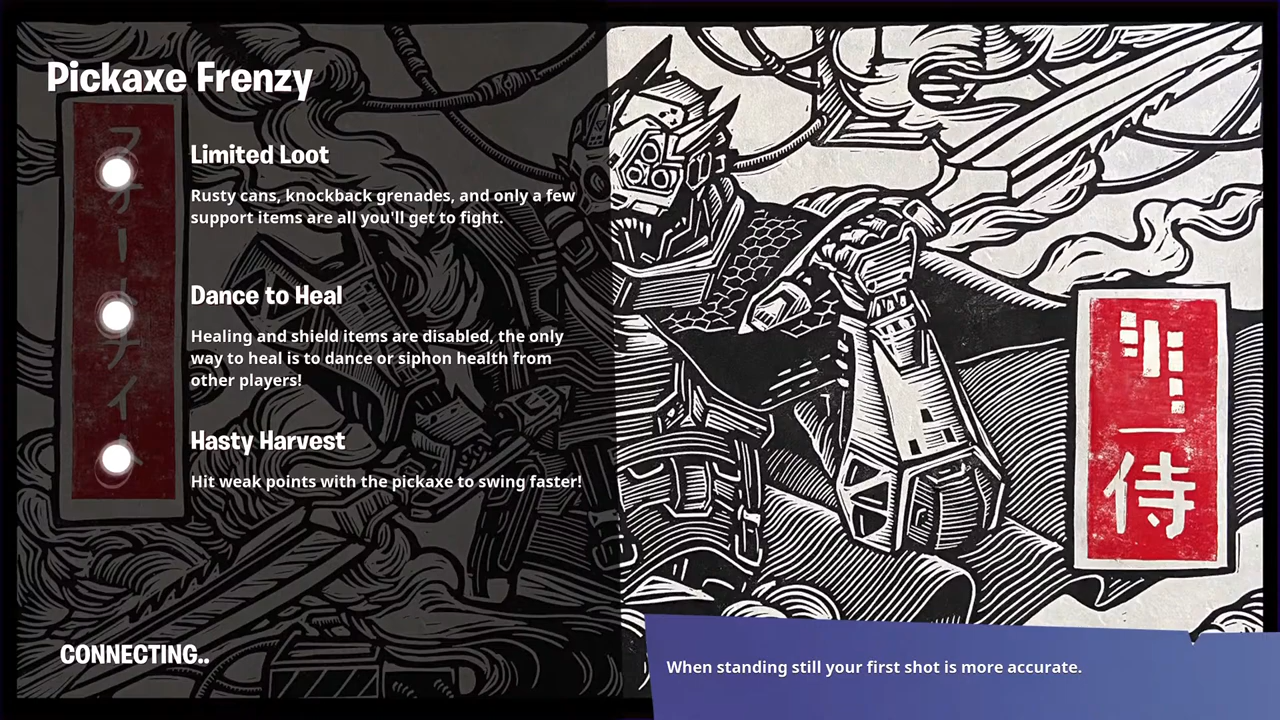 Pickaxe Frenzy
Limited Loot
Rusty cans, knockback grenades, and only a few
support items are all you'll get to fight.
Dance to Heal
Healing and shield items are disabled, the only
way to heal is to dance or siphon health from
other players!
Hasty Harvest
Hit weak points with the pickaxe to swing faster!
CONNECTING..
侍
When standing still your first shot is more accurate.